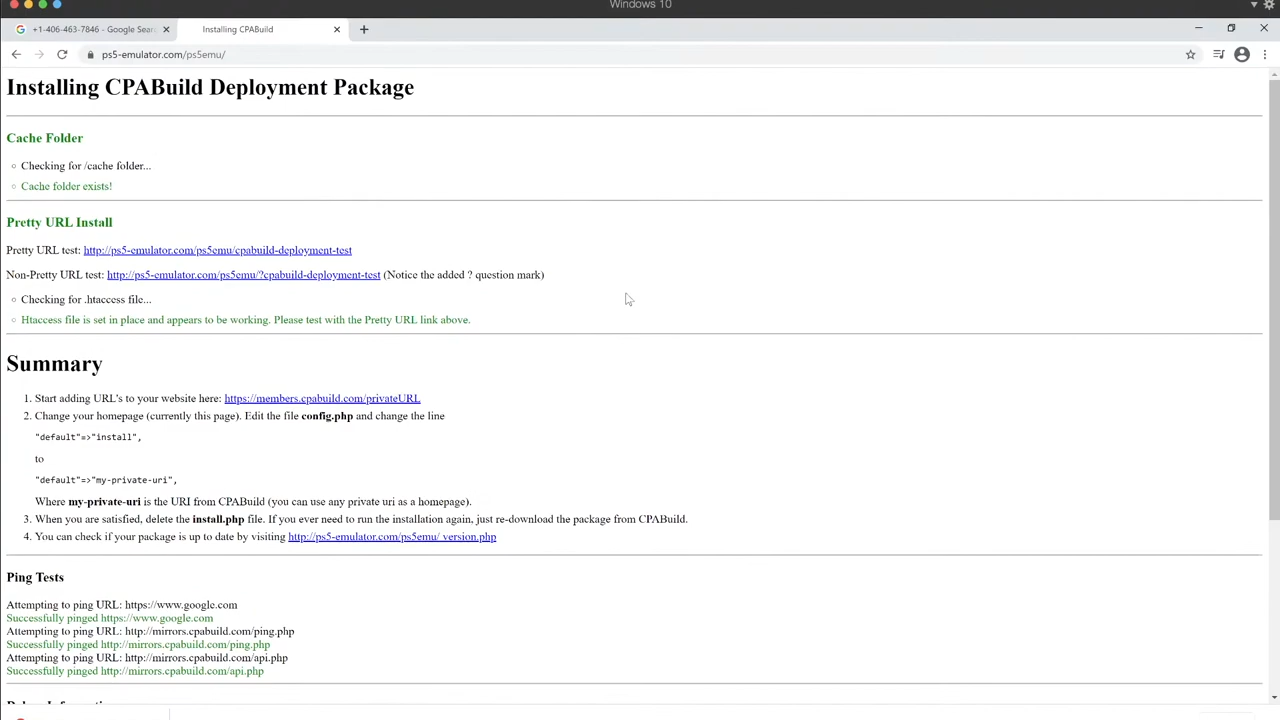 Windows 10
+1-406-463-7846 - Google Sear
Installing CPABuild
ps5-emulator.com/ps5emu/
Installing CPABuild Deployment Package
Cache Folder
Checking for /cache folder...
Cache folder exists!
Pretty URL Install
Pretty URL test: http://ps5-emulator.com/ps5emu/cpabuild-deployment-test
Non-Pretty URL test: http://ps5-emulator.com/ps5emu/?cpabuild-deployment-test (Notice the added ? question mark)
Checking for .htaccess file...
Htaccess file is set in place and appears to be working. Please test with the Pretty URL link above.
Summary
1. Start adding URL's to your website here: https://members.cpabuild.com/privateURL
2. Change your homepage (currently this page). Edit the file config.php and change the line
"default"=>"install",
to
"default"=>"my-private-uri",
Where my-private-uri is the URI from CPABuild (you can use any private uri as a homepage).
3. When you are satisfied, delete the install.php file. If you ever need to run the installation again, just re-download the package from CPABuild.
4. You can check if your package is up to date by visiting http://ps5-emulator.com/ps5emu/ version.php
Ping Tests
Attempting to ping URL: https://www.google.com
Successfully pinged https://www.google.com
Attempting to ping URL: http://mirrors.cpabuild.com/ping.php
Successfully pinged http://mirrors.cpabuild.com/ping.php
Attempting to ping URL: http://mirrors.cpabuild.com/api.php
Successfully pinged http://mirrors.cpabuild.com/api.php